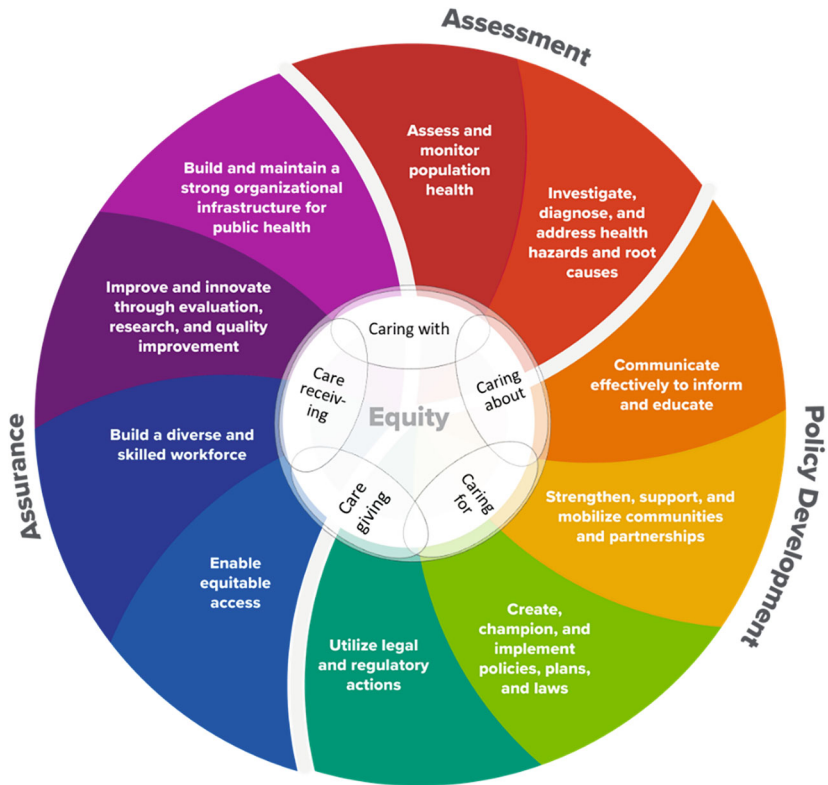 Assessment
Assess and
monitor
population
health
Investigate,
diagnose, and
address health
hazards and root
causes
Policy Development
Communicate
effectively to inform
and educate
Strengthen, support, and
mobilize communities
and partnerships
Create,
champion, and
implement
policies, plans,
and laws
Utilize legal
and regulatory
actions
Assurance
Enable
equitable
access
Build a diverse and
skilled workforce
Improve and innovate
through evaluation,
research, and quality
improvement
Build and maintain a
strong organizational
infrastructure for
public health
Caring with
Caring
about
Caring
for
Care
giving
Care
receiv-
ing
Equity